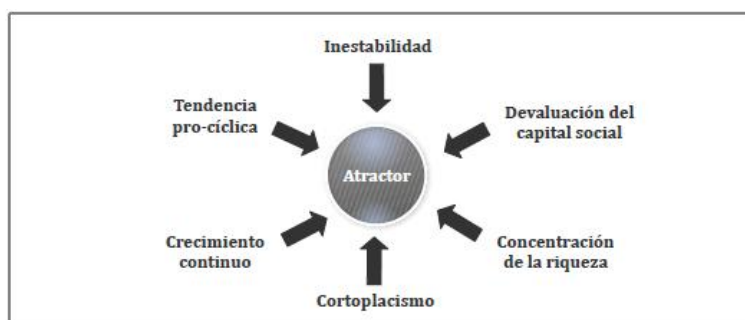 Inestabilidad
Tendencia
pro-cíclica
Devaluación del
capital social
Atractor
Crecimiento
continuo
Concentración
de la riqueza
Cortoplacismo